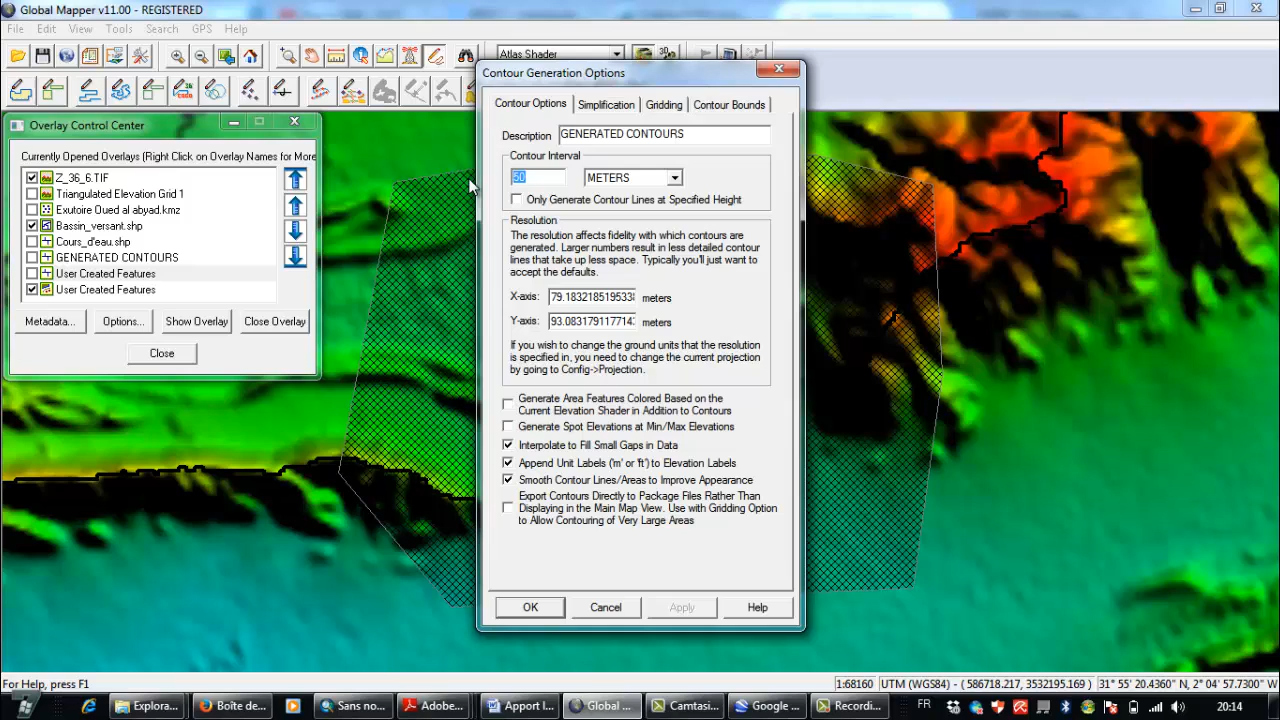 Global Mapper v11.00 - REGISTERED
File Edit View Tools Search GPS Help
Atlas Shader
3D
Contour Generation Options
Contour Options Simplification Gridding Contour Bounds
Description GENERATED CONTOURS
Contour Interval
50 METERS
Only Generate Contour Lines at Specified Height
Resolution
The resolution affects fidelity with which contours are
generated. Larger numbers result in less detailed contour
lines that take up less space. Typically you'll just want to
accept the defaults.
X-axis: 79.1832185195338 meters
Y-axis: meters
If you wish to change the ground units that the resolution
is specified in, you need to change the current projection
by going to Config->Projection.
Generate Area Features Colored Based on the
Current Elevation Shader in Addition to Contours
Generate Spot Elevations at Min/Max Elevations
Interpolate to Fill Small Gaps in Data
Append Unit Labels ('m' or 'ft') to Elevation Labels
Smooth Contour Lines/Areas to Improve Appearance
Export Contours Directly to Package Files Rather Than
Displaying in the Main Map View. Use with Gridding Option
to Allow Contouring of Very Large Areas
OK Cancel Apply Help
Overlay Control Center
Currently Opened Overlays (Right Click on Overlay Names for More
Z_36_6.TIF
Triangulated Elevation Grid 1
Exutoire Oued al abyad.kmz
Bassin_versant.shp
Cours_d'eau.shp
GENERATED CONTOURS
User Created Features
User Created Features
Metadata... Options... Show Overlay Close Overlay
Close
For Help, press F1
1:68160 UTM (WGS84) - ( 586718.217, 3532195.169 ) 31° 55' 20.4360" N, 2° 04' 57.7300" W
Explora... Boîte de... Sans no... Adobe... Apport l... Global ... Camtasi... Google ... Recordi... FR 20:14